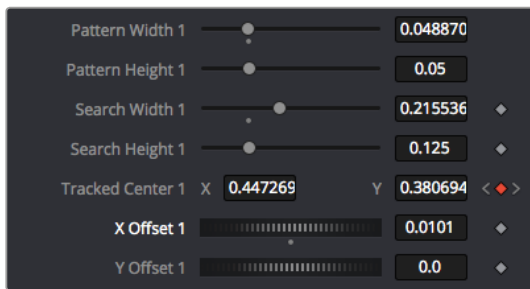 Pattern Width 1 0.048870
Pattern Height 1 0.05
Search Width 1 0.215536
Search Height 1 0.125
Tracked Center 1 X 0.447269 Y 0.380694
X Offset 1 0.0101
Y Offset 1 0.0